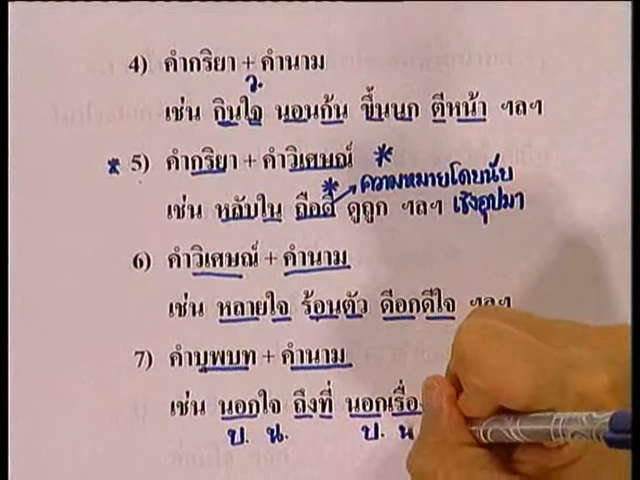 4) คำกริยา + คำนาม
ว.
เช่น กินใจ นอนก้น ขึ้นบก ตีหน้า ฯลฯ
* 5) คำกริยา + คำวิเศษณ์ *
* ความหมายโดยนัย
เช่น หลับใน ถือดี ดูถูก ฯลฯ เชิงอุปมา
6) คำวิเศษณ์ + คำนาม
เช่น หลายใจ ร้อนตัว ดีอกดีใจ ฯลฯ
7) คำบุพบท + คำนาม
เช่น นอกใจ ถึงที่ นอกเรื่อ
บ. น. บ. น